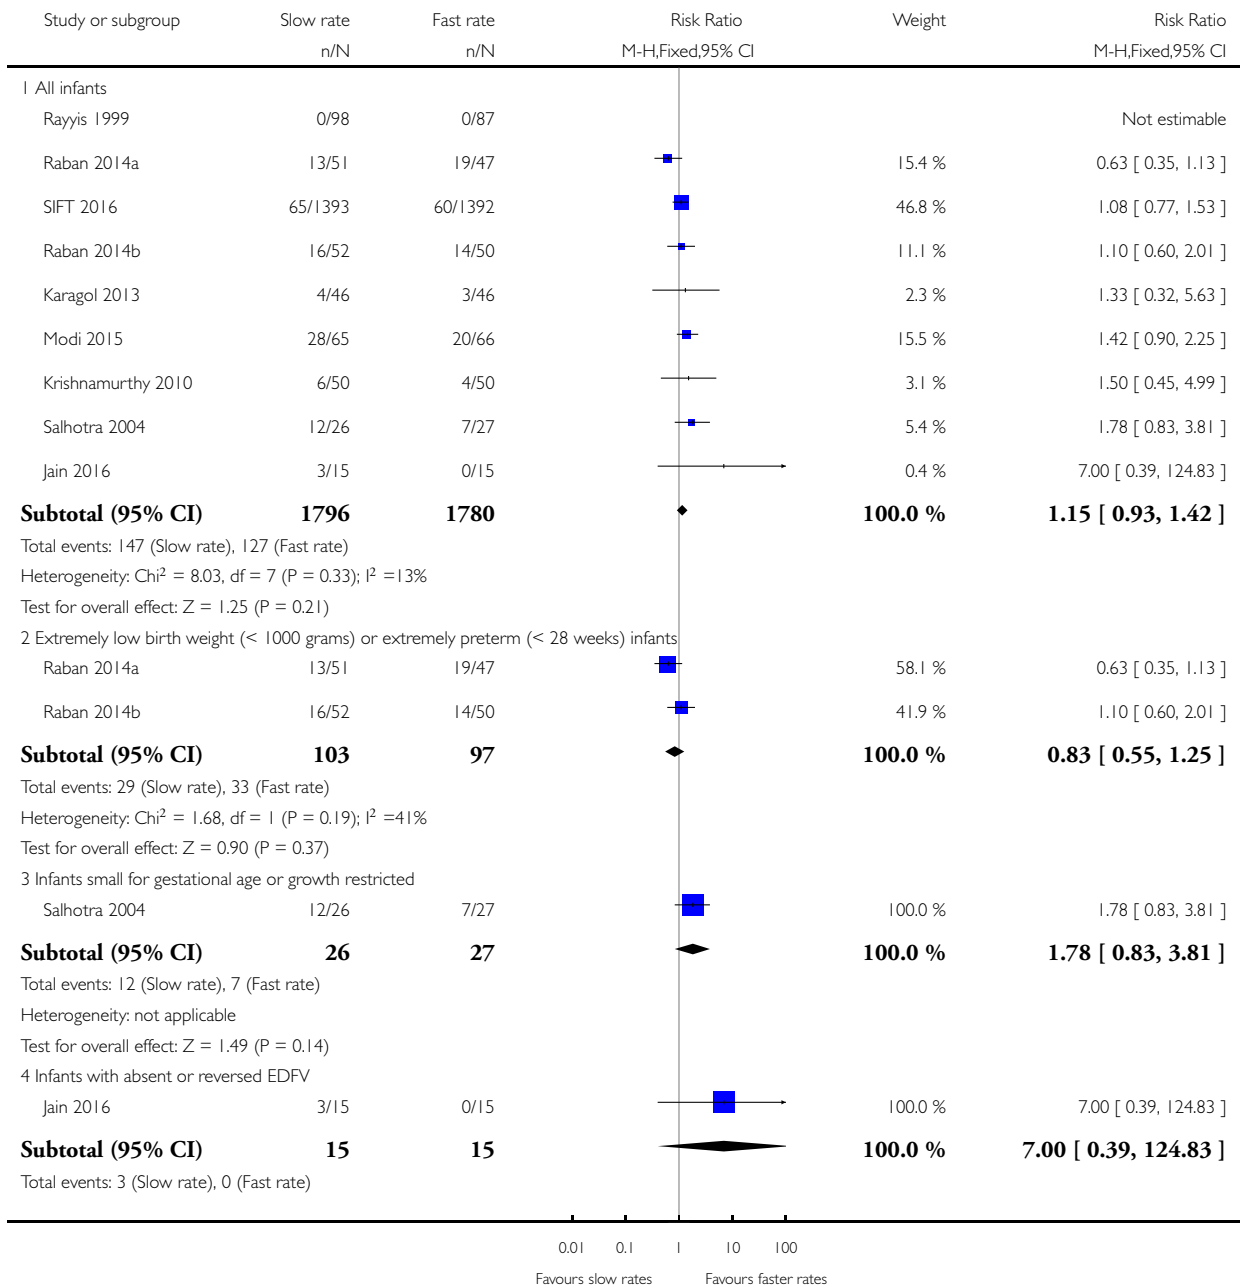 Study or subgroup Slow rate Fast rate Risk Ratio Weight Risk Ratio
n/N n/N M-H,Fixed,95% CI M-H,Fixed,95% CI
1 All infants
Rayyis 1999 0/98 0/87 Not estimable
Raban 2014a 13/51 19/47 15.4 % 0.63 [ 0.35, 1.13 ]
SIFT 2016 65/1393 60/1392 46.8 % 1.08 [ 0.77, 1.53 ]
Raban 2014b 16/52 14/50 11.1 % 1.10 [ 0.60, 2.01 ]
Karagol 2013 4/46 3/46 2.3 % 1.33 [ 0.32, 5.63 ]
Modi 2015 28/65 20/66 15.5 % 1.42 [ 0.90, 2.25 ]
Krishnamurthy 2010 6/50 4/50 3.1 % 1.50 [ 0.45, 4.99 ]
Salhotra 2004 12/26 7/27 5.4 % 1.78 [ 0.83, 3.81 ]
Jain 2016 3/15 0/15 0.4 % 7.00 [ 0.39, 124.83 ]
Subtotal (95% CI) 1796 1780 100.0 % 1.15 [ 0.93, 1.42 ]
Total events: 147 (Slow rate), 127 (Fast rate)
Heterogeneity: Chi² = 8.03, df = 7 (P = 0.33); I² =13%
Test for overall effect: Z = 1.25 (P = 0.21)
2 Extremely low birth weight (< 1000 grams) or extremely preterm (< 28 weeks) infants
Raban 2014a 13/51 19/47 58.1 % 0.63 [ 0.35, 1.13 ]
Raban 2014b 16/52 14/50 41.9 % 1.10 [ 0.60, 2.01 ]
Subtotal (95% CI) 103 97 100.0 % 0.83 [ 0.55, 1.25 ]
Total events: 29 (Slow rate), 33 (Fast rate)
Heterogeneity: Chi² = 1.68, df = 1 (P = 0.19); I² =41%
Test for overall effect: Z = 0.90 (P = 0.37)
3 Infants small for gestational age or growth restricted
Salhotra 2004 12/26 7/27 100.0 % 1.78 [ 0.83, 3.81 ]
Subtotal (95% CI) 26 27 100.0 % 1.78 [ 0.83, 3.81 ]
Total events: 12 (Slow rate), 7 (Fast rate)
Heterogeneity: not applicable
Test for overall effect: Z = 1.49 (P = 0.14)
4 Infants with absent or reversed EDFV
Jain 2016 3/15 0/15 100.0 % 7.00 [ 0.39, 124.83 ]
Subtotal (95% CI) 15 15 100.0 % 7.00 [ 0.39, 124.83 ]
Total events: 3 (Slow rate), 0 (Fast rate)
0.01 0.1 1 10 100
Favours slow rates Favours faster rates